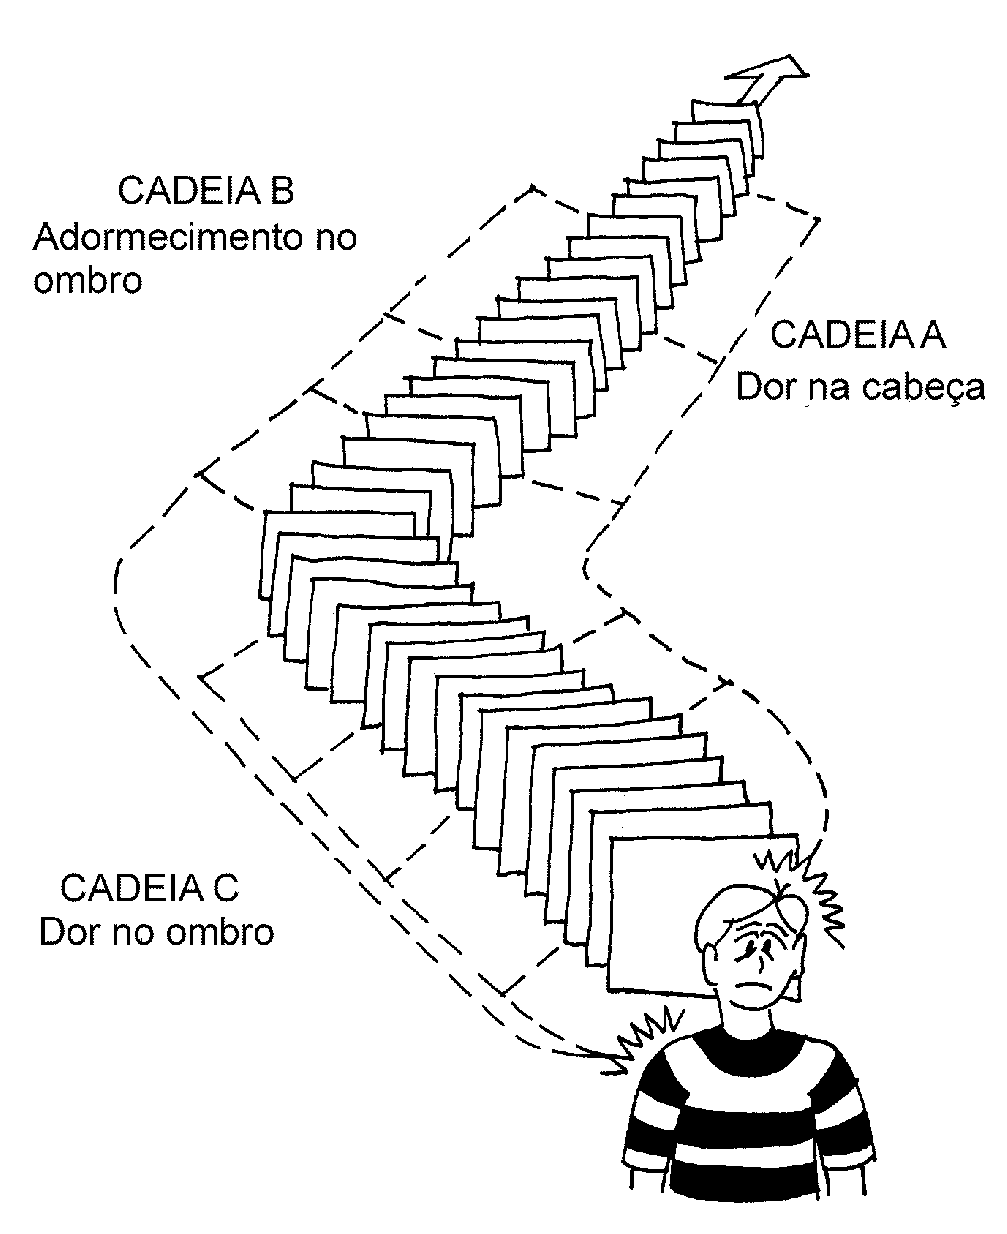 CADEIA B
Adormecimento no
ombro
CADEIA A
Dor na cabeça
CADEIA C
Dor no ombro